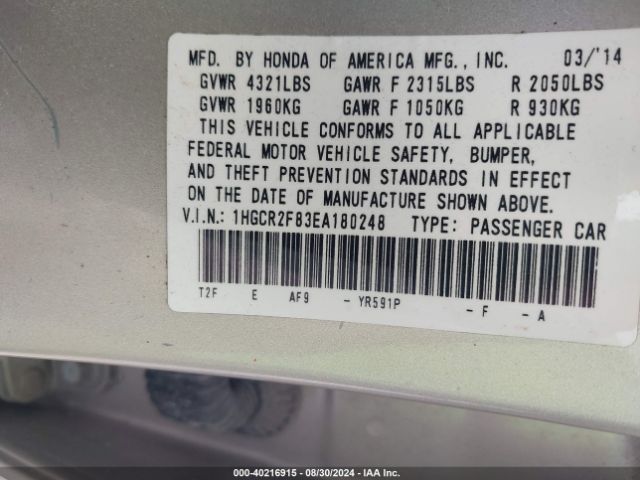 MFD. BY HONDA OF AMERICA MFG., INC. 03/'14
GVWR 4321LBS GAWR F 2315LBS R 2050LBS
GVWR 1960KG GAWR F 1050KG R 930KG
THIS VEHICLE CONFORMS TO ALL APPLICABLE
FEDERAL MOTOR VEHICLE SAFETY, BUMPER,
AND THEFT PREVENTION STANDARDS IN EFFECT
ON THE DATE OF MANUFACTURE SHOWN ABOVE.
V.I.N.: 1HGCR2F83EA180248 TYPE: PASSENGER CAR
T2F E AF9 - YR591P - F - A
000-40216915 - 08/30/2024 - IAA Inc.